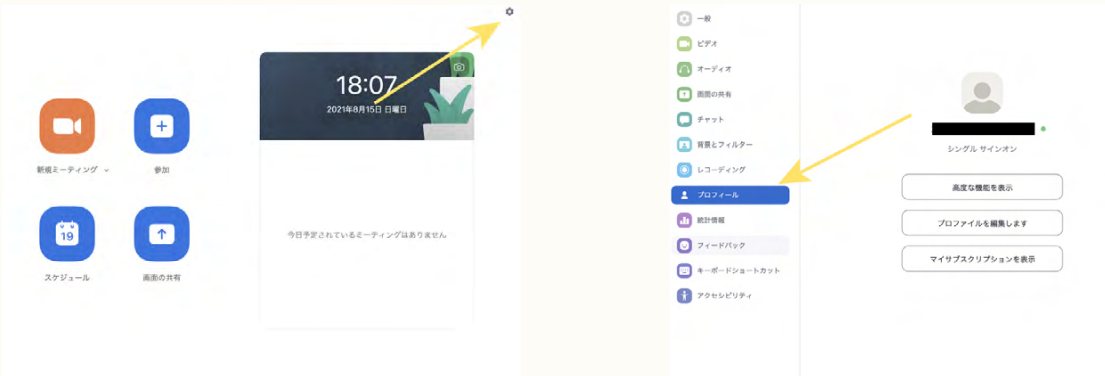 18:07
2021年8月15日 日曜日
新規ミーティング
参加
19
スケジュール
画面の共有
今日予定されているミーティングはありません
一般
ビデオ
オーディオ
画面の共有
チャット
背景とフィルター
レコーディング
プロフィール
統計情報
フィードバック
キーボードショートカット
アクセシビリティ
シングル サインオン
高度な機能を表示
プロファイルを編集します
マイサブスクリプションを表示